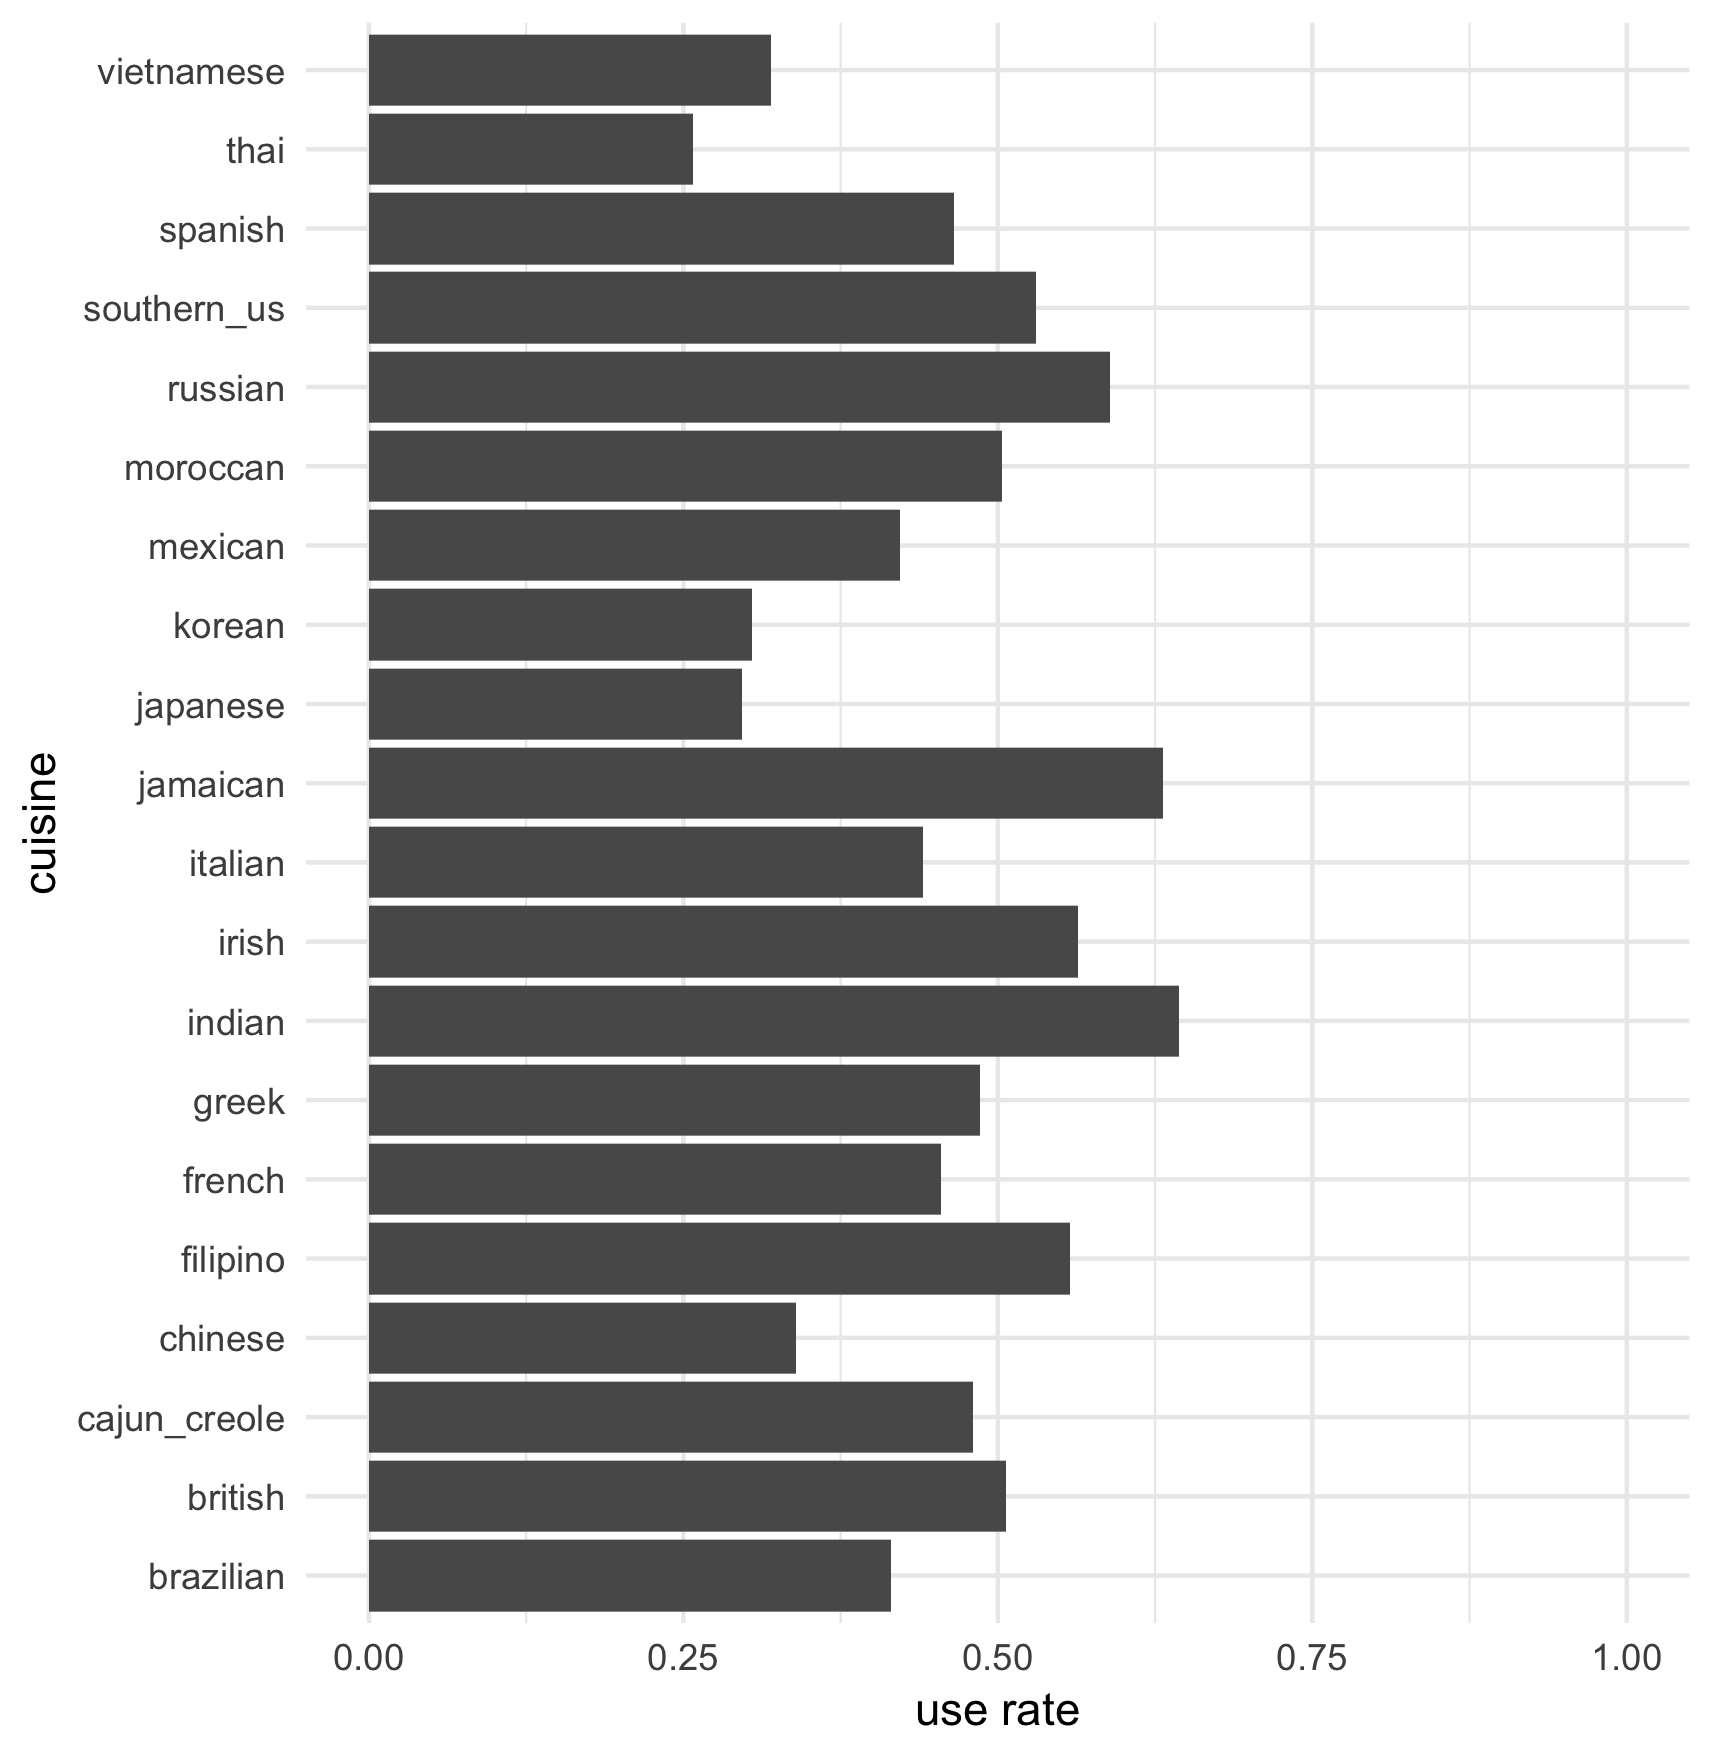 vietnamese
thai
spanish
southern_us
russian
moroccan
mexican
korean
japanese
jamaican
italian
irish
indian
greek
french
filipino
chinese
cajun_creole
british
brazilian
cuisine
0.00 0.25 0.50 0.75 1.00
use rate